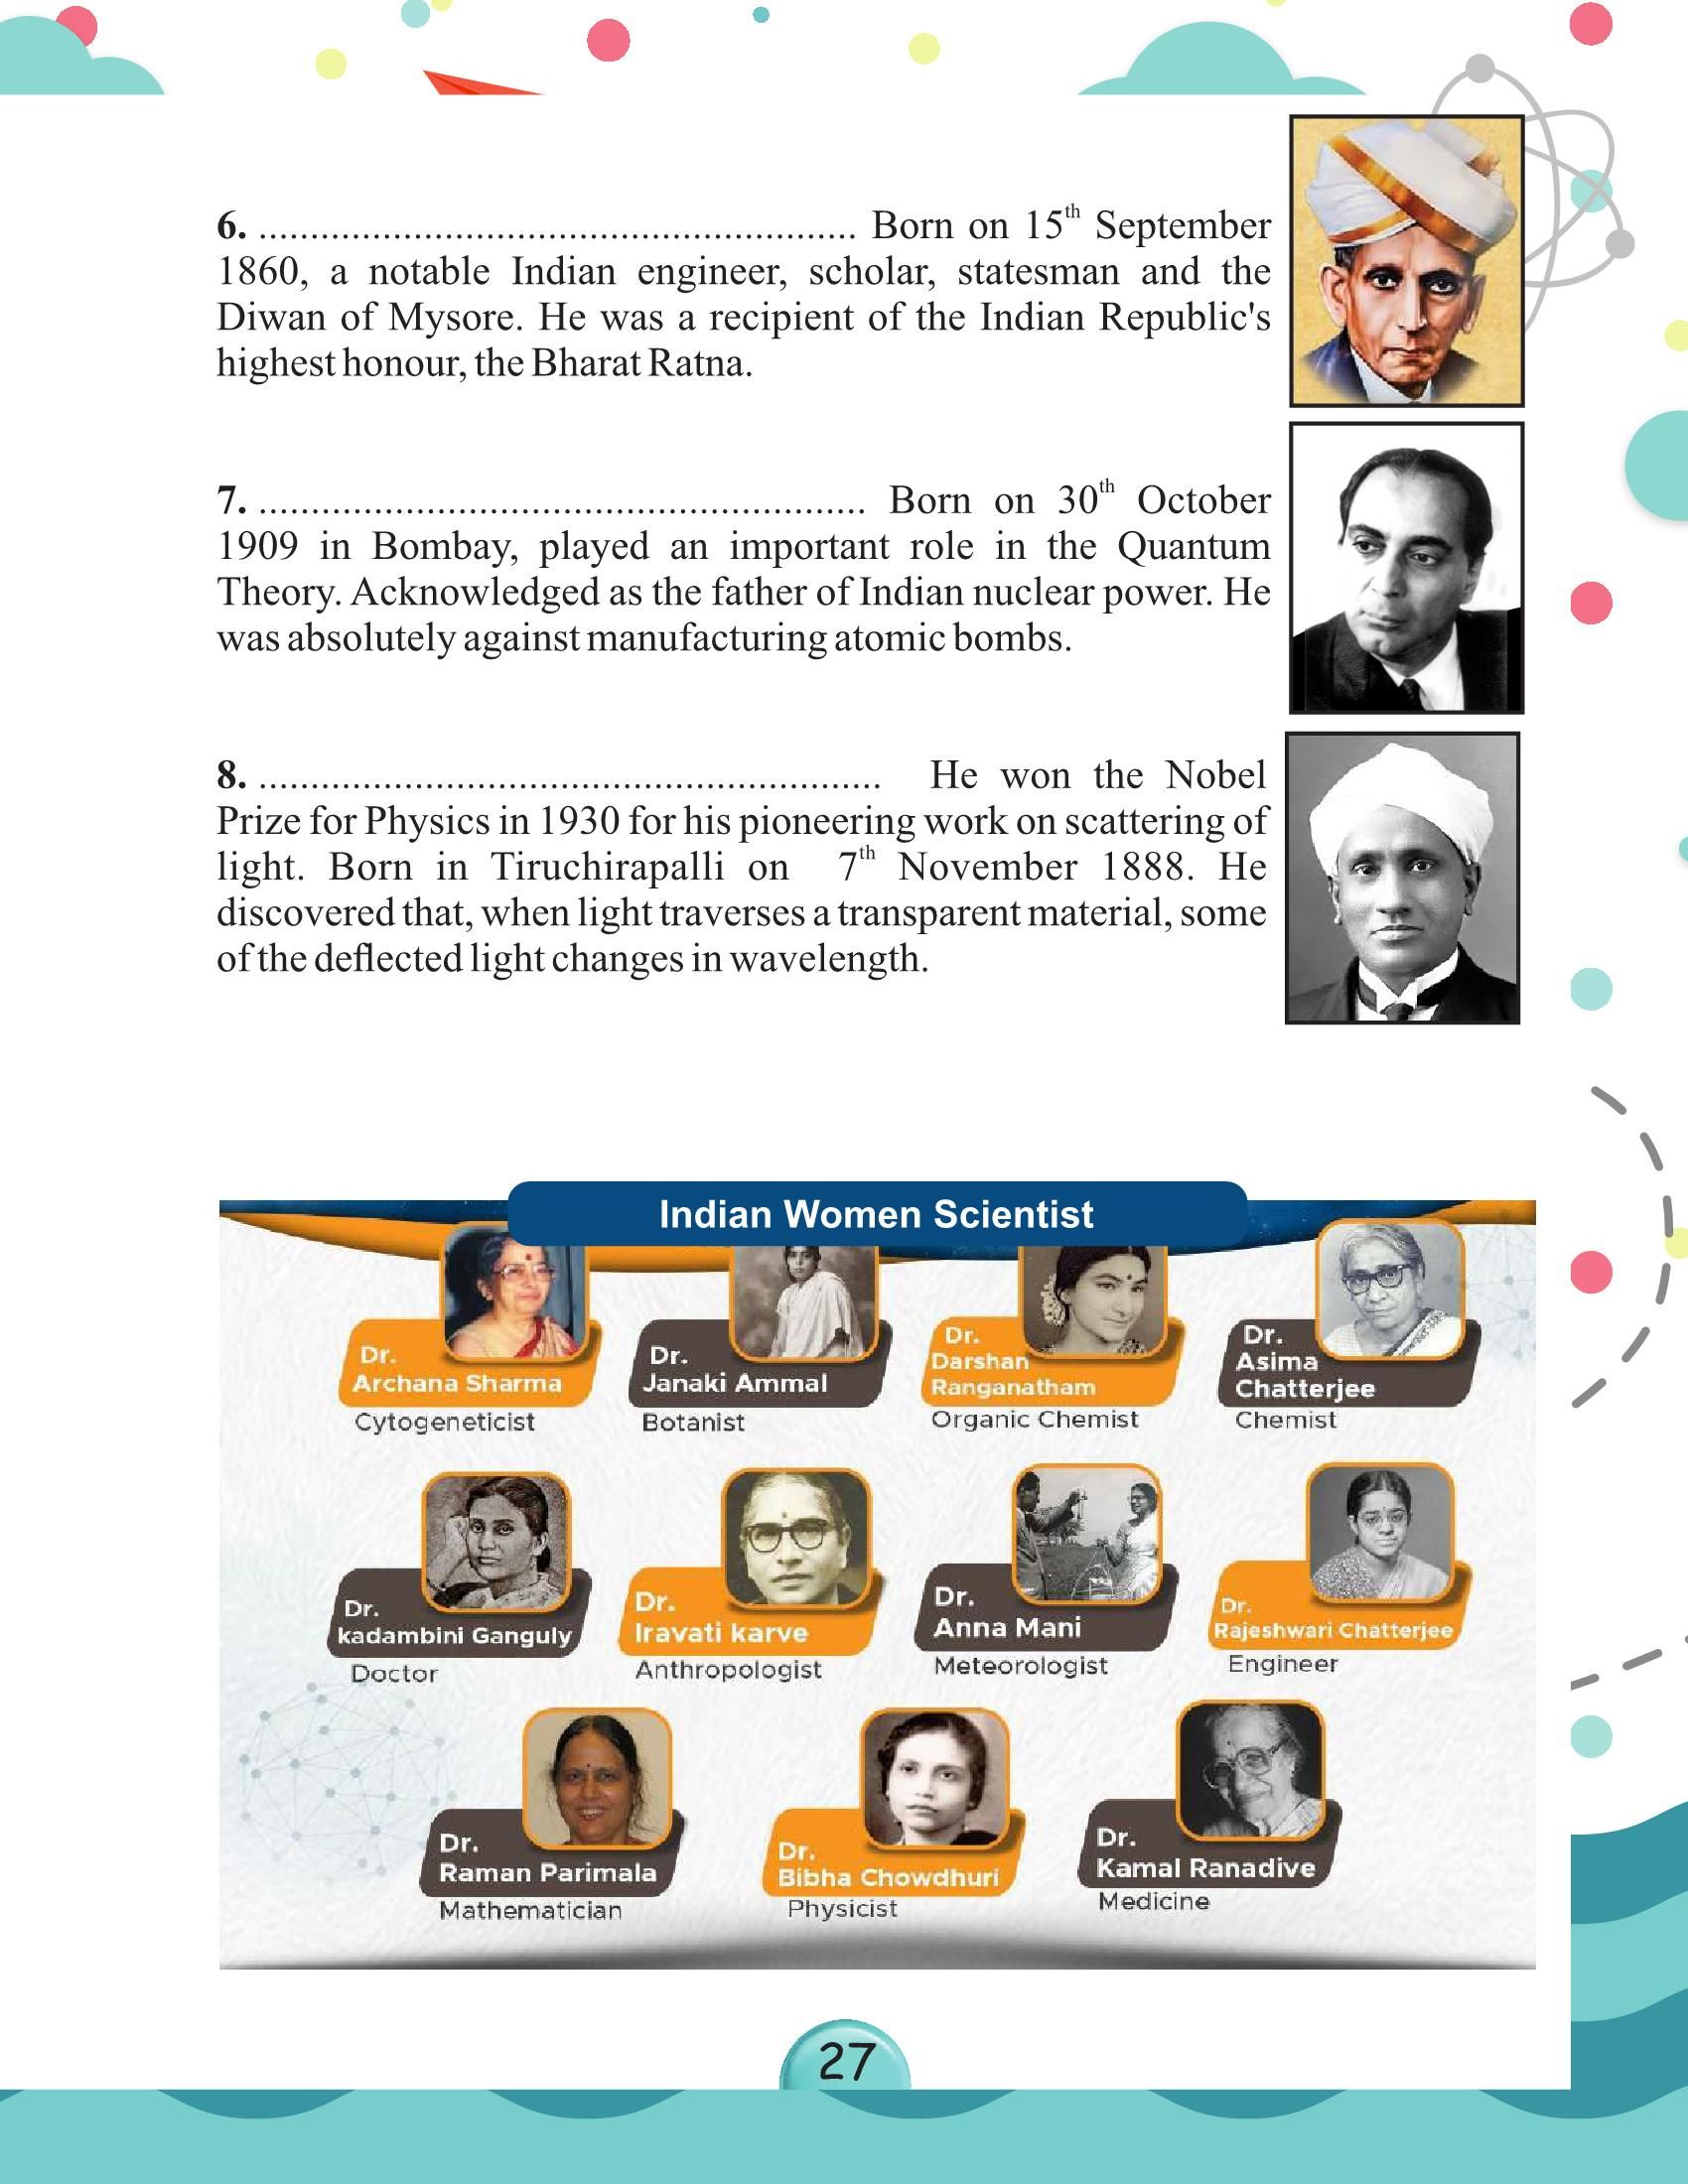 6. .......................................................... Born on 15th September
1860, a notable Indian engineer, scholar, statesman and the
Diwan of Mysore. He was a recipient of the Indian Republic's
highest honour, the Bharat Ratna.
7. ........................................................... Born on 30th October
1909 in Bombay, played an important role in the Quantum
Theory. Acknowledged as the father of Indian nuclear power. He
was absolutely against manufacturing atomic bombs.
8. ............................................................ He won the Nobel
Prize for Physics in 1930 for his pioneering work on scattering of
light. Born in Tiruchirapalli on 7th November 1888. He
discovered that, when light traverses a transparent material, some
of the deflected light changes in wavelength.
Indian Women Scientist
Dr.
Archana Sharma
Cytogeneticist
Dr.
Janaki Ammal
Botanist
Dr.
Darshan
Ranganatham
Organic Chemist
Dr.
Asima
Chatterjee
Chemist
Dr.
kadambini Ganguly
Doctor
Dr.
Iravati karve
Anthropologist
Dr.
Anna Mani
Meteorologist
Dr.
Rajeshwari Chatterjee
Engineer
Dr.
Raman Parimala
Mathematician
Dr.
Bibha Chowdhuri
Physicist
Dr.
Kamal Ranadive
Medicine
27